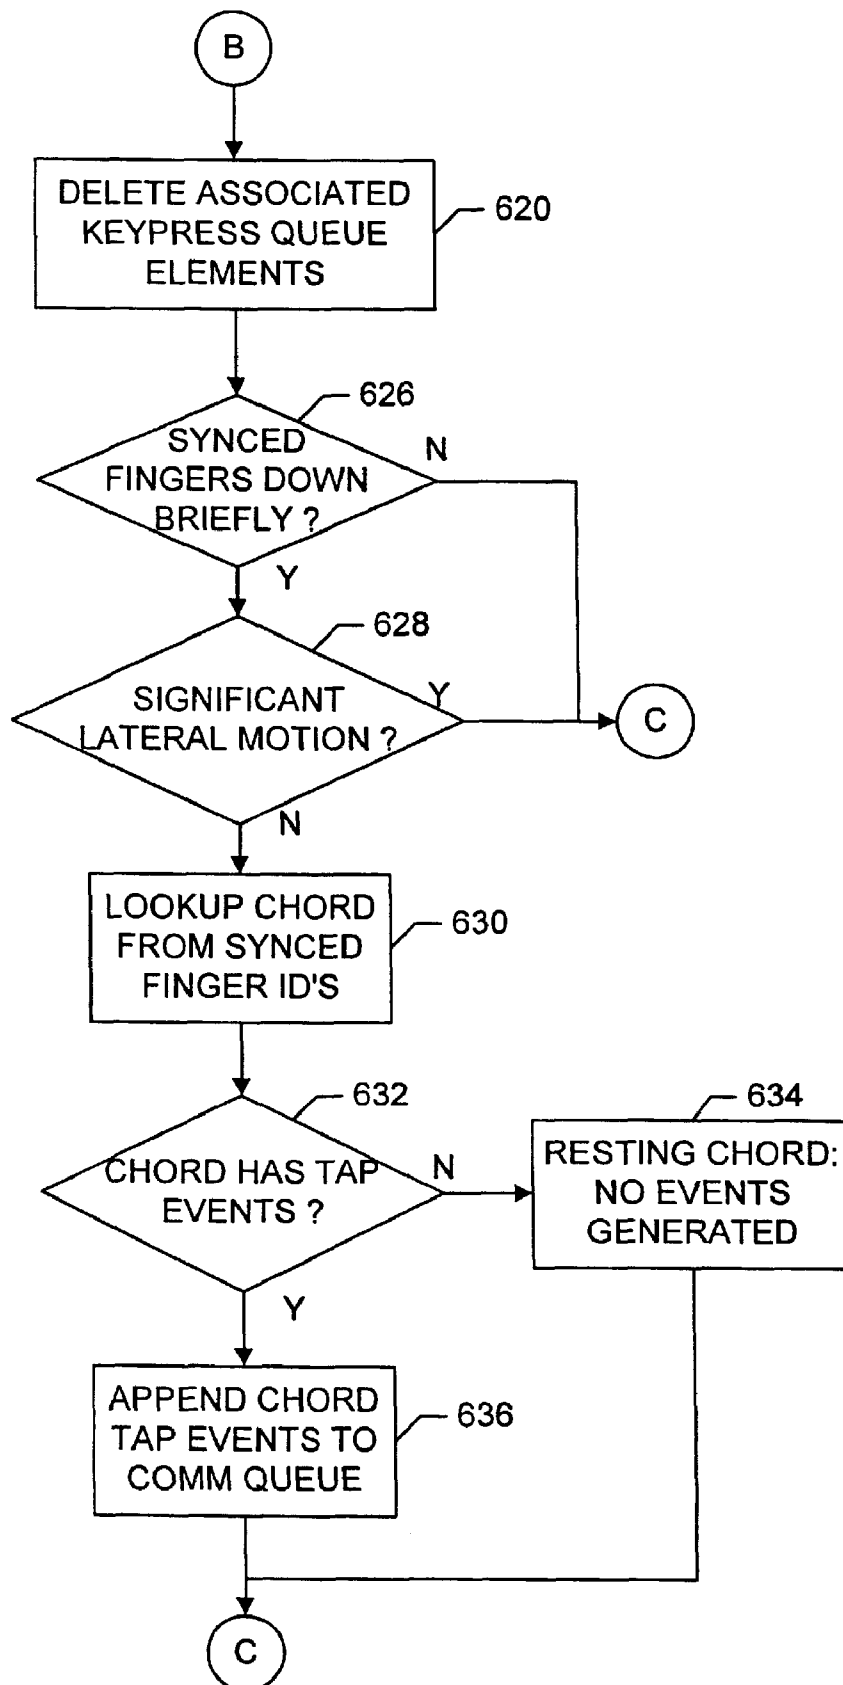 B
DELETE ASSOCIATED
KEYPRESS QUEUE
ELEMENTS
620
626
SYNCED
FINGERS DOWN
BRIEFLY ?
N
Y
628
SIGNIFICANT
LATERAL MOTION ?
Y
C
N
LOOKUP CHORD
FROM SYNCED
FINGER ID'S
630
632
CHORD HAS TAP
EVENTS ?
N
634
RESTING CHORD:
NO EVENTS
GENERATED
Y
APPEND CHORD
TAP EVENTS TO
COMM QUEUE
636
C